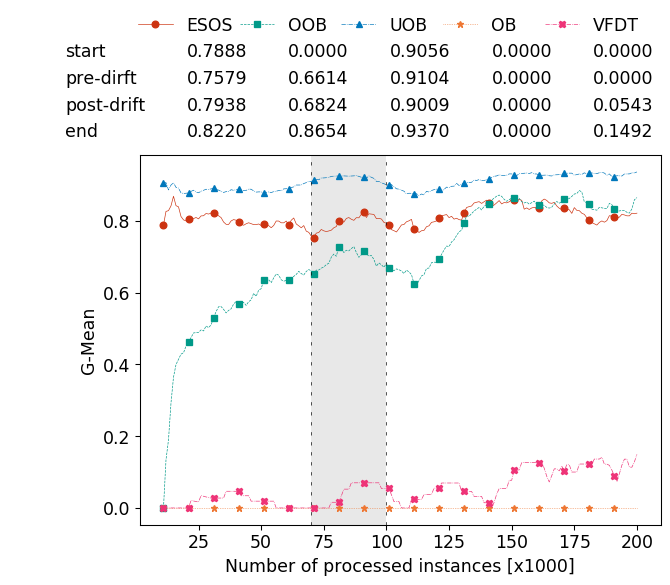 ESOS OOB UOB OB VFDT
start 0.7888 0.0000 0.9056 0.0000 0.0000
pre-dirft 0.7579 0.6614 0.9104 0.0000 0.0000
post-drift 0.7938 0.6824 0.9009 0.0000 0.0543
end 0.8220 0.8654 0.9370 0.0000 0.1492
0.8
0.6
0.4
0.2
0.0
G-Mean
25 50 75 100 125 150 175 200
Number of processed instances [x1000]